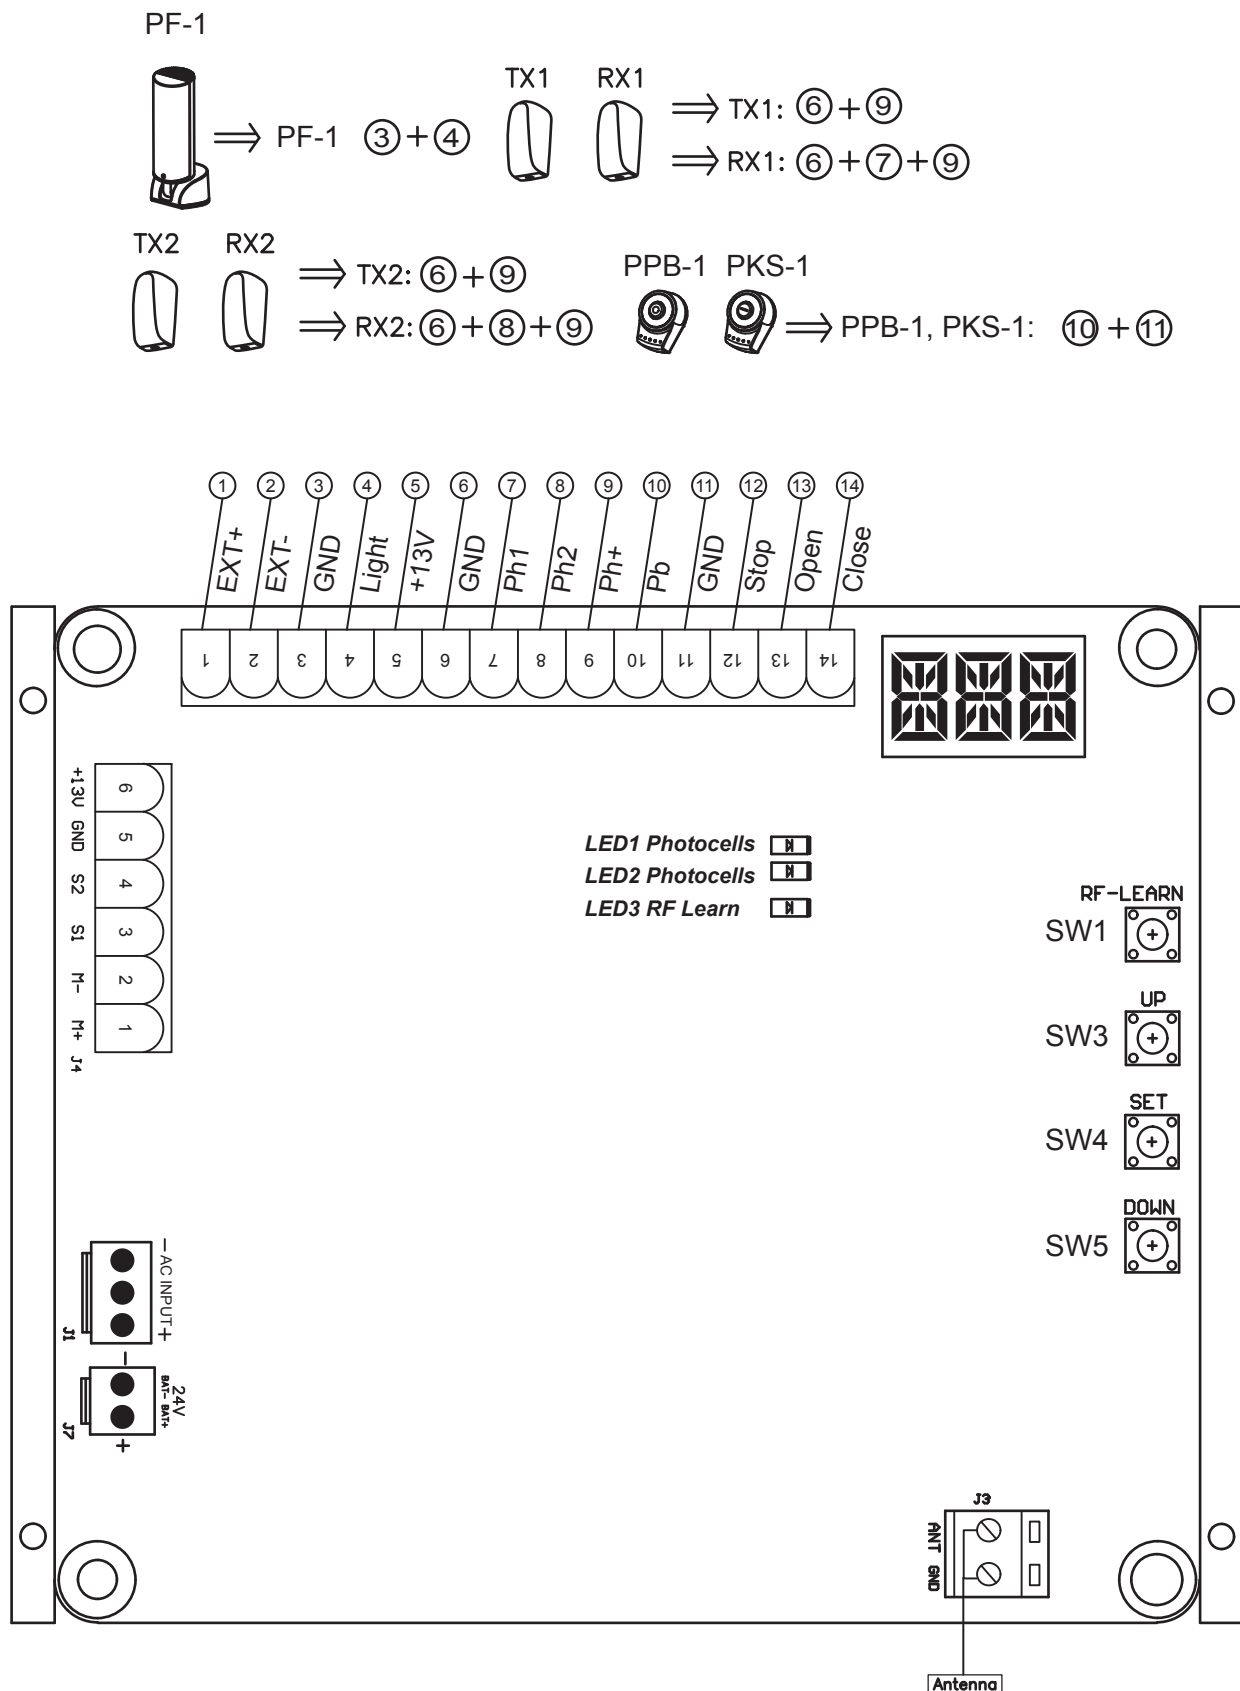 PF-1
TX1 RX1
PF-1 ③+④
TX1: ⑥+⑨
RX1: ⑥+⑦+⑨
TX2 RX2
TX2: ⑥+⑨
RX2: ⑥+⑧+⑨
PPB-1 PKS-1
PPB-1, PKS-1: ⑩+⑪
① ② ③ ④ ⑤ ⑥ ⑦ ⑧ ⑨ ⑩ ⑪ ⑫ ⑬ ⑭
EXT+ EXT- GND Light +13V GND Ph1 Ph2 Ph+ Pb GND Stop Open Close
1 2 3 4 5 6 7 8 9 10 11 12 13 14
+13V 6
GND 5
S2 4
S1 3
M- 2
M+ 1
J4
LED1 Photocells
LED2 Photocells
LED3 RF Learn
RF-LEARN
SW1
UP
SW3
SET
SW4
DOWN
SW5
- AC INPUT +
J1
-
24V
BAT- BAT+
J7
+
J3
ANT GND
Antenna